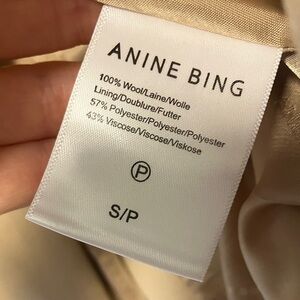 ANINE BING
100% Wool/Laine/Wolle
Lining/Doublure/Futter
57% Polyester/Polyester/Polyester
43% Viscose/Viscose/Viskose
P
S/P